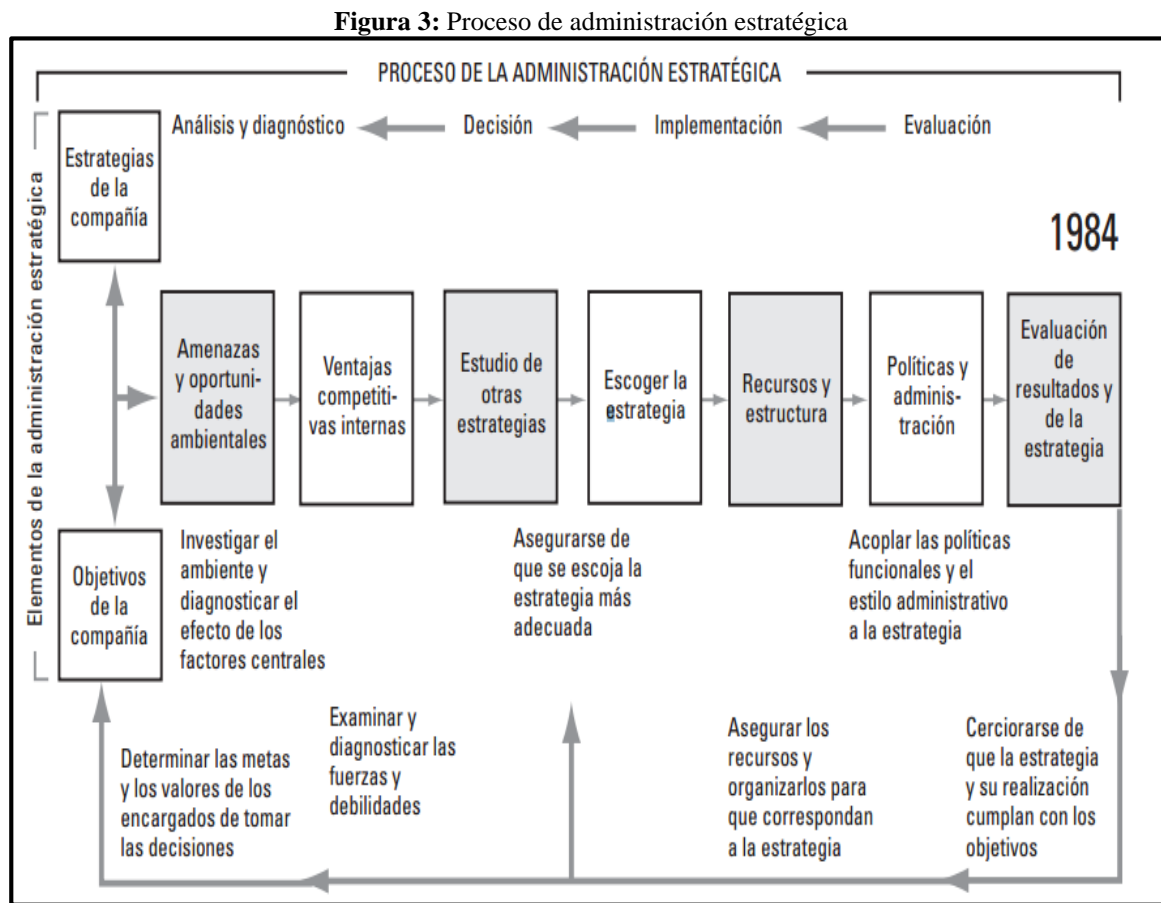 Figura 3: Proceso de administración estratégica
PROCESO DE LA ADMINISTRACIÓN ESTRATÉGICA
Elementos de la administración estratégica
Estrategias
de la
compañía
Análisis y diagnóstico
Decisión
Implementación
Evaluación
1984
Amenazas
y oportuni-
dades
ambientales
Ventajas
competiti-
vas internas
Estudio de
otras
estrategias
Escoger la
estrategia
Recursos y
estructura
Políticas y
adminis-
tración
Evaluación
de
resultados y
de la
estrategia
Objetivos
de la
compañía
Investigar el
ambiente y
diagnosticar el
efecto de los
factores centrales
Asegurarse de
que se escoja la
estrategia más
adecuada
Acoplar las políticas
funcionales y el
estilo administrativo
a la estrategia
Determinar las metas
y los valores de los
encargados de tomar
las decisiones
Examinar y
diagnosticar las
fuerzas y
debilidades
Asegurar los
recursos y
organizarlos para
que correspondan
a la estrategia
Cerciorarse de
que la estrategia
y su realización
cumplan con los
objetivos